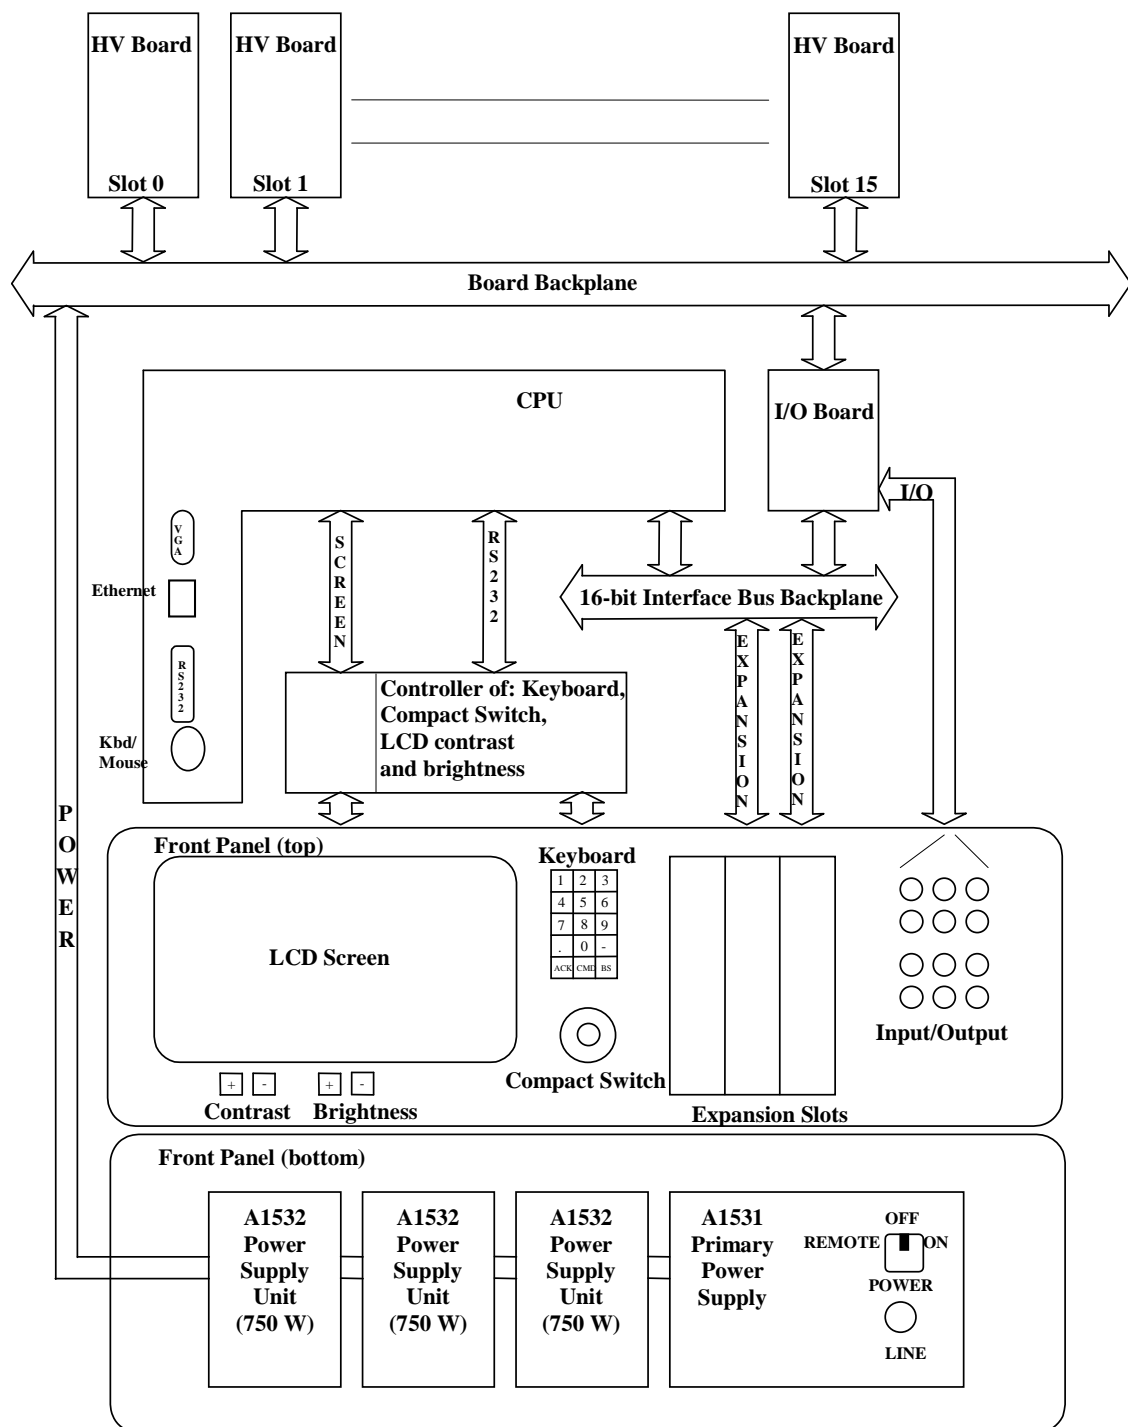 HV Board
HV Board
HV Board
Slot 0
Slot 1
Slot 15
Board Backplane
CPU
I/O Board
I/O
VGA
Ethernet
RS232
Kbd/
Mouse
SCREEN
RS232
16-bit Interface Bus Backplane
EXPANSION
EXPANSION
Controller of: Keyboard,
Compact Switch,
LCD contrast
and brightness
POWER
Front Panel (top)
LCD Screen
Keyboard
1 2 3
4 5 6
7 8 9
. 0 -
ACK CMD BS
Compact Switch
+ - + -
Contrast
Brightness
Expansion Slots
Input/Output
Front Panel (bottom)
A1532
Power
Supply
Unit
(750 W)
A1532
Power
Supply
Unit
(750 W)
A1532
Power
Supply
Unit
(750 W)
A1531
Primary
Power
Supply
OFF
REMOTE
ON
POWER
LINE